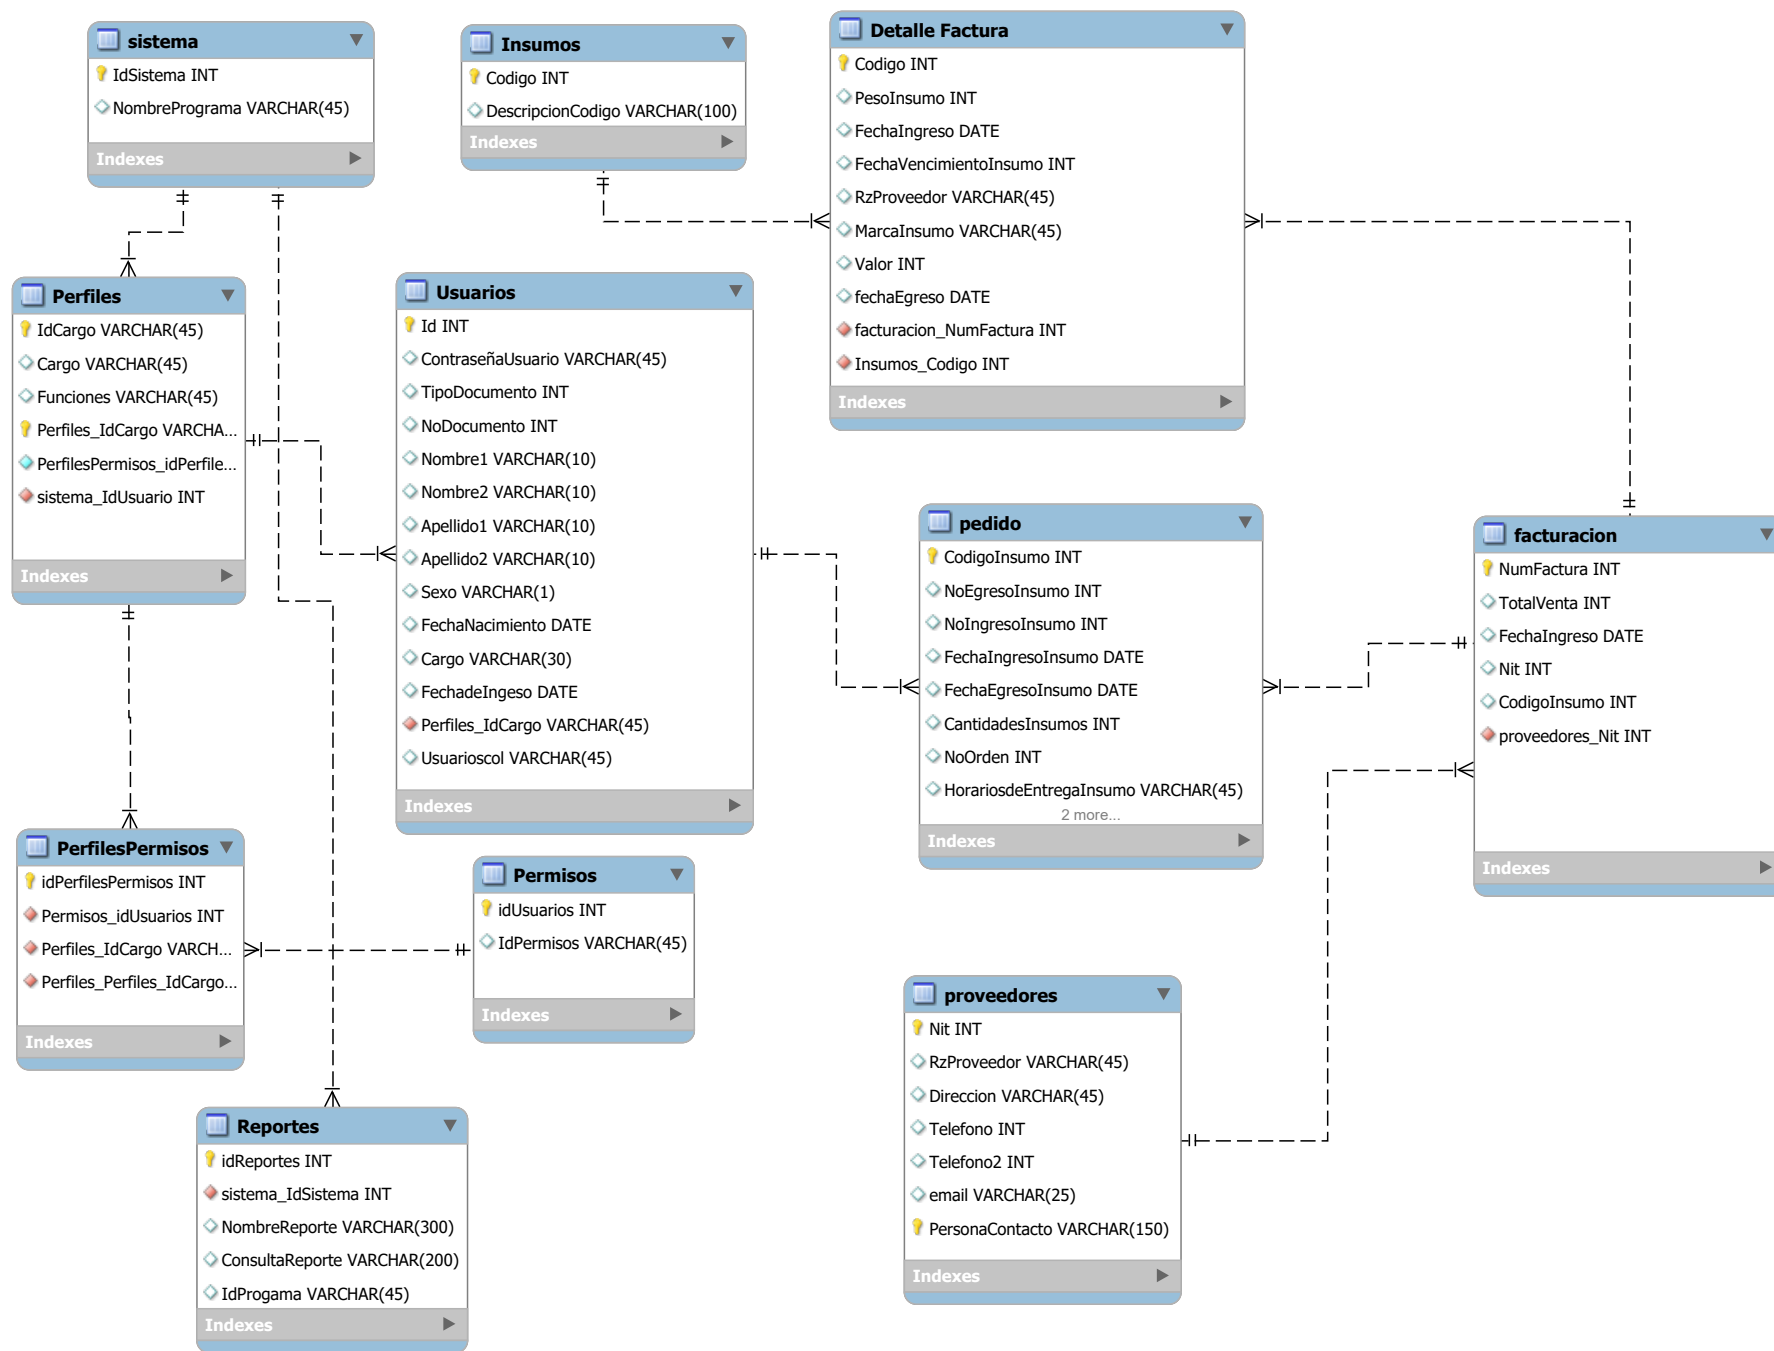 sistema
IdSistema INT
NombrePrograma VARCHAR(45)
Indexes
Insumos
Codigo INT
DescripcionCodigo VARCHAR(100)
Indexes
Detalle Factura
Codigo INT
PesoInsumo INT
FechaIngreso DATE
FechaVencimientoInsumo INT
RzProveedor VARCHAR(45)
MarcaInsumo VARCHAR(45)
Valor INT
fechaEgreso DATE
facturacion_NumFactura INT
Insumos_Codigo INT
Indexes
Perfiles
IdCargo VARCHAR(45)
Cargo VARCHAR(45)
Funciones VARCHAR(45)
Perfiles_IdCargo VARCHA...
PerfilesPermisos_idPerfile...
sistema_IdUsuario INT
Indexes
Usuarios
Id INT
ContraseñaUsuario VARCHAR(45)
TipoDocumento INT
NoDocumento INT
Nombre1 VARCHAR(10)
Nombre2 VARCHAR(10)
Apellido1 VARCHAR(10)
Apellido2 VARCHAR(10)
Sexo VARCHAR(1)
FechaNacimiento DATE
Cargo VARCHAR(30)
FechadeIngeso DATE
Perfiles_IdCargo VARCHAR(45)
Usuarioscol VARCHAR(45)
Indexes
pedido
CodigoInsumo INT
NoEgresoInsumo INT
NoIngresoInsumo INT
FechaIngresoInsumo DATE
FechaEgresoInsumo DATE
CantidadesInsumos INT
NoOrden INT
HorariosdeEntregaInsumo VARCHAR(45)
2 more...
Indexes
facturacion
NumFactura INT
TotalVenta INT
FechaIngreso DATE
Nit INT
CodigoInsumo INT
proveedores_Nit INT
Indexes
PerfilesPermisos
idPerfilesPermisos INT
Permisos_idUsuarios INT
Perfiles_IdCargo VARCH...
Perfiles_Perfiles_IdCargo...
Indexes
Permisos
idUsuarios INT
IdPermisos VARCHAR(45)
Indexes
proveedores
Nit INT
RzProveedor VARCHAR(45)
Direccion VARCHAR(45)
Telefono INT
Telefono2 INT
email VARCHAR(25)
PersonaContacto VARCHAR(150)
Indexes
Reportes
idReportes INT
sistema_IdSistema INT
NombreReporte VARCHAR(300)
ConsultaReporte VARCHAR(200)
IdProgama VARCHAR(45)
Indexes